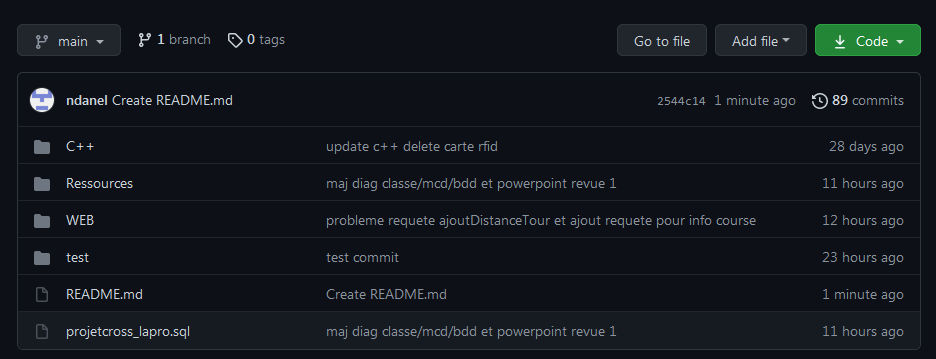 main 1 branch 0 tags Go to file Add file Code
ndanel Create README.md 2544c14 1 minute ago 89 commits
C++ update c++ delete carte rfid 28 days ago
Ressources maj diag classe/mcd/bdd et powerpoint revue 1 11 hours ago
WEB probleme requete ajoutDistanceTour et ajout requete pour info course 12 hours ago
test test commit 23 hours ago
README.md Create README.md 1 minute ago
projetcross_lapro.sql maj diag classe/mcd/bdd et powerpoint revue 1 11 hours ago